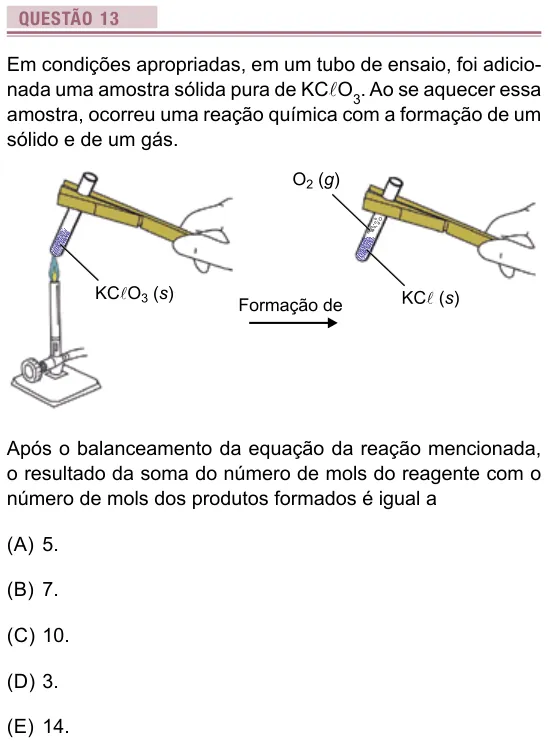 QUESTÃO 13
Em condições apropriadas, em um tubo de ensaio, foi adicio-
nada uma amostra sólida pura de KCℓO₃. Ao se aquecer essa
amostra, ocorreu uma reação química com a formação de um
sólido e de um gás.
O₂ (g)
KCℓO₃ (s)
KCℓ (s)
Formação de
Após o balanceamento da equação da reação mencionada,
o resultado da soma do número de mols do reagente com o
número de mols dos produtos formados é igual a
(A) 5.
(B) 7.
(C) 10.
(D) 3.
(E) 14.